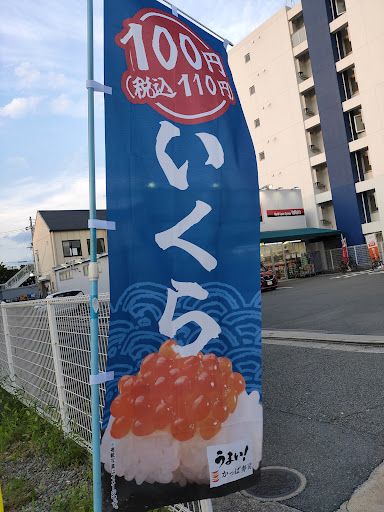 100円
(税込110円)
いくら
うまい!
かっぱ寿司